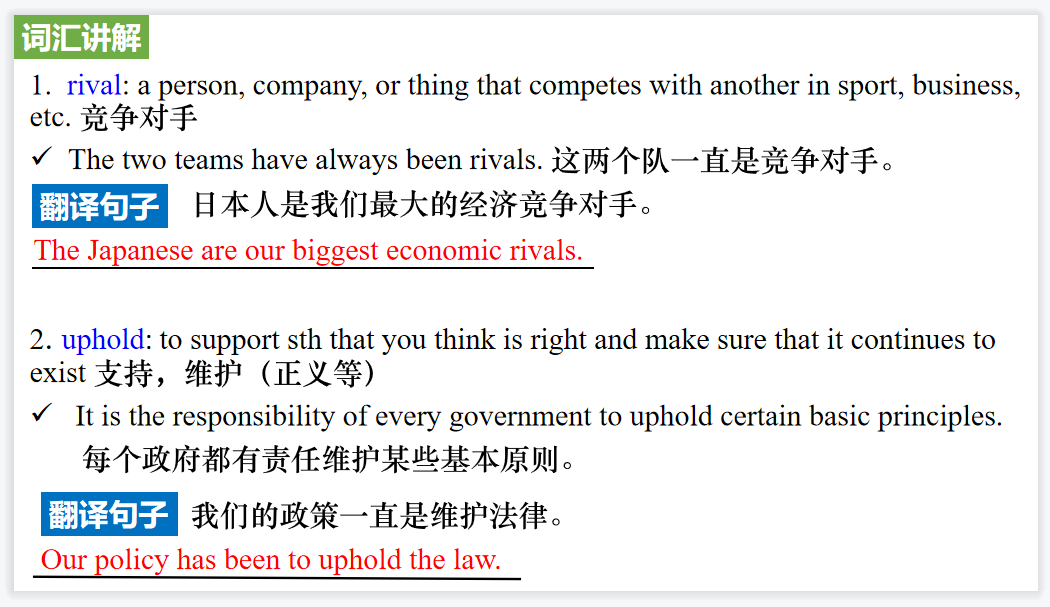 词汇讲解
1. rival: a person, company, or thing that competes with another in sport, business,
etc. 竞争对手
✓ The two teams have always been rivals. 这两个队一直是竞争对手。
翻译句子 日本人是我们最大的经济竞争对手。
The Japanese are our biggest economic rivals.
2. uphold: to support sth that you think is right and make sure that it continues to
exist 支持，维护（正义等）
✓ It is the responsibility of every government to uphold certain basic principles.
每个政府都有责任维护某些基本原则。
翻译句子 我们的政策一直是维护法律。
Our policy has been to uphold the law.